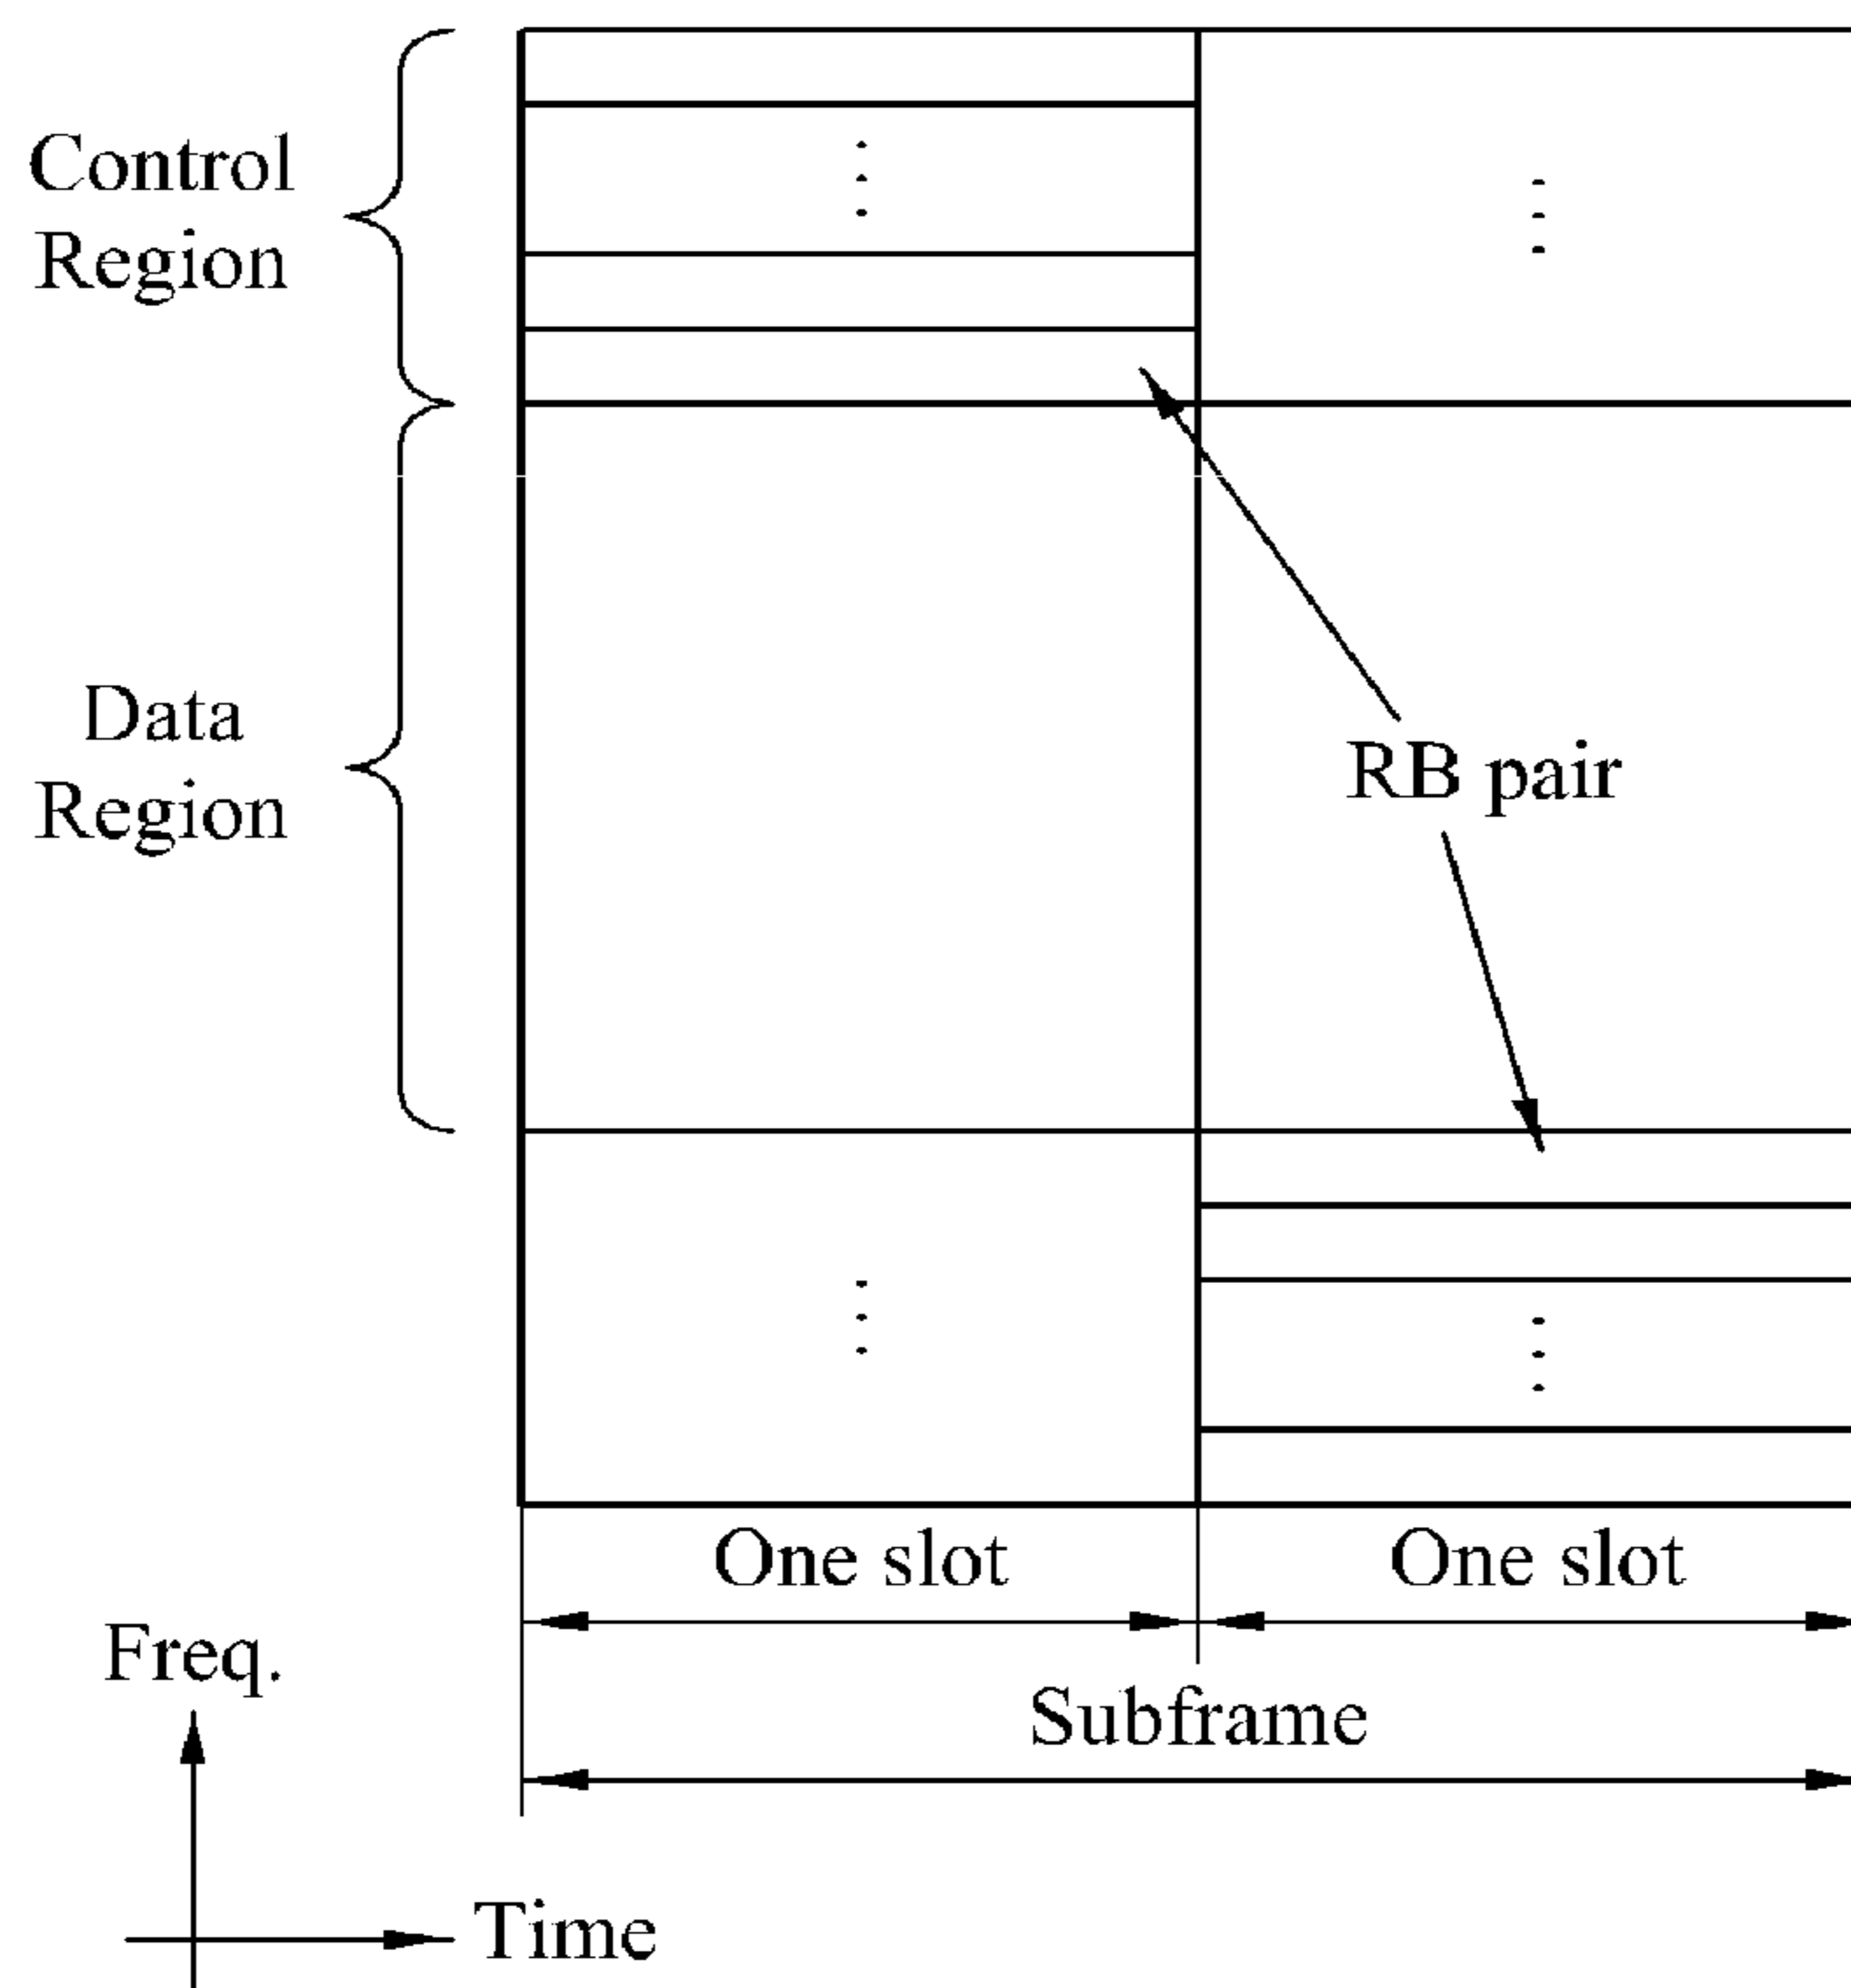 Control
Region
Data
Region
RB pair
One slot
One slot
Freq.
Subframe
Time